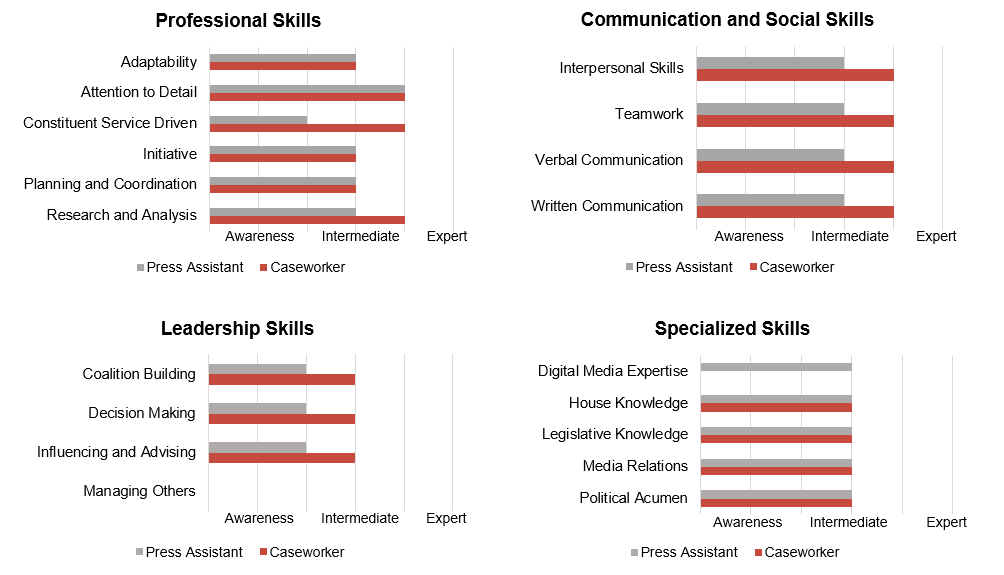 Professional Skills
Adaptability
Attention to Detail
Constituent Service Driven
Initiative
Planning and Coordination
Research and Analysis
Awareness Intermediate Expert
Press Assistant Caseworker
Communication and Social Skills
Interpersonal Skills
Teamwork
Verbal Communication
Written Communication
Awareness Intermediate Expert
Press Assistant Caseworker
Leadership Skills
Coalition Building
Decision Making
Influencing and Advising
Managing Others
Awareness Intermediate Expert
Press Assistant Caseworker
Specialized Skills
Digital Media Expertise
House Knowledge
Legislative Knowledge
Media Relations
Political Acumen
Awareness Intermediate Expert
Press Assistant Caseworker